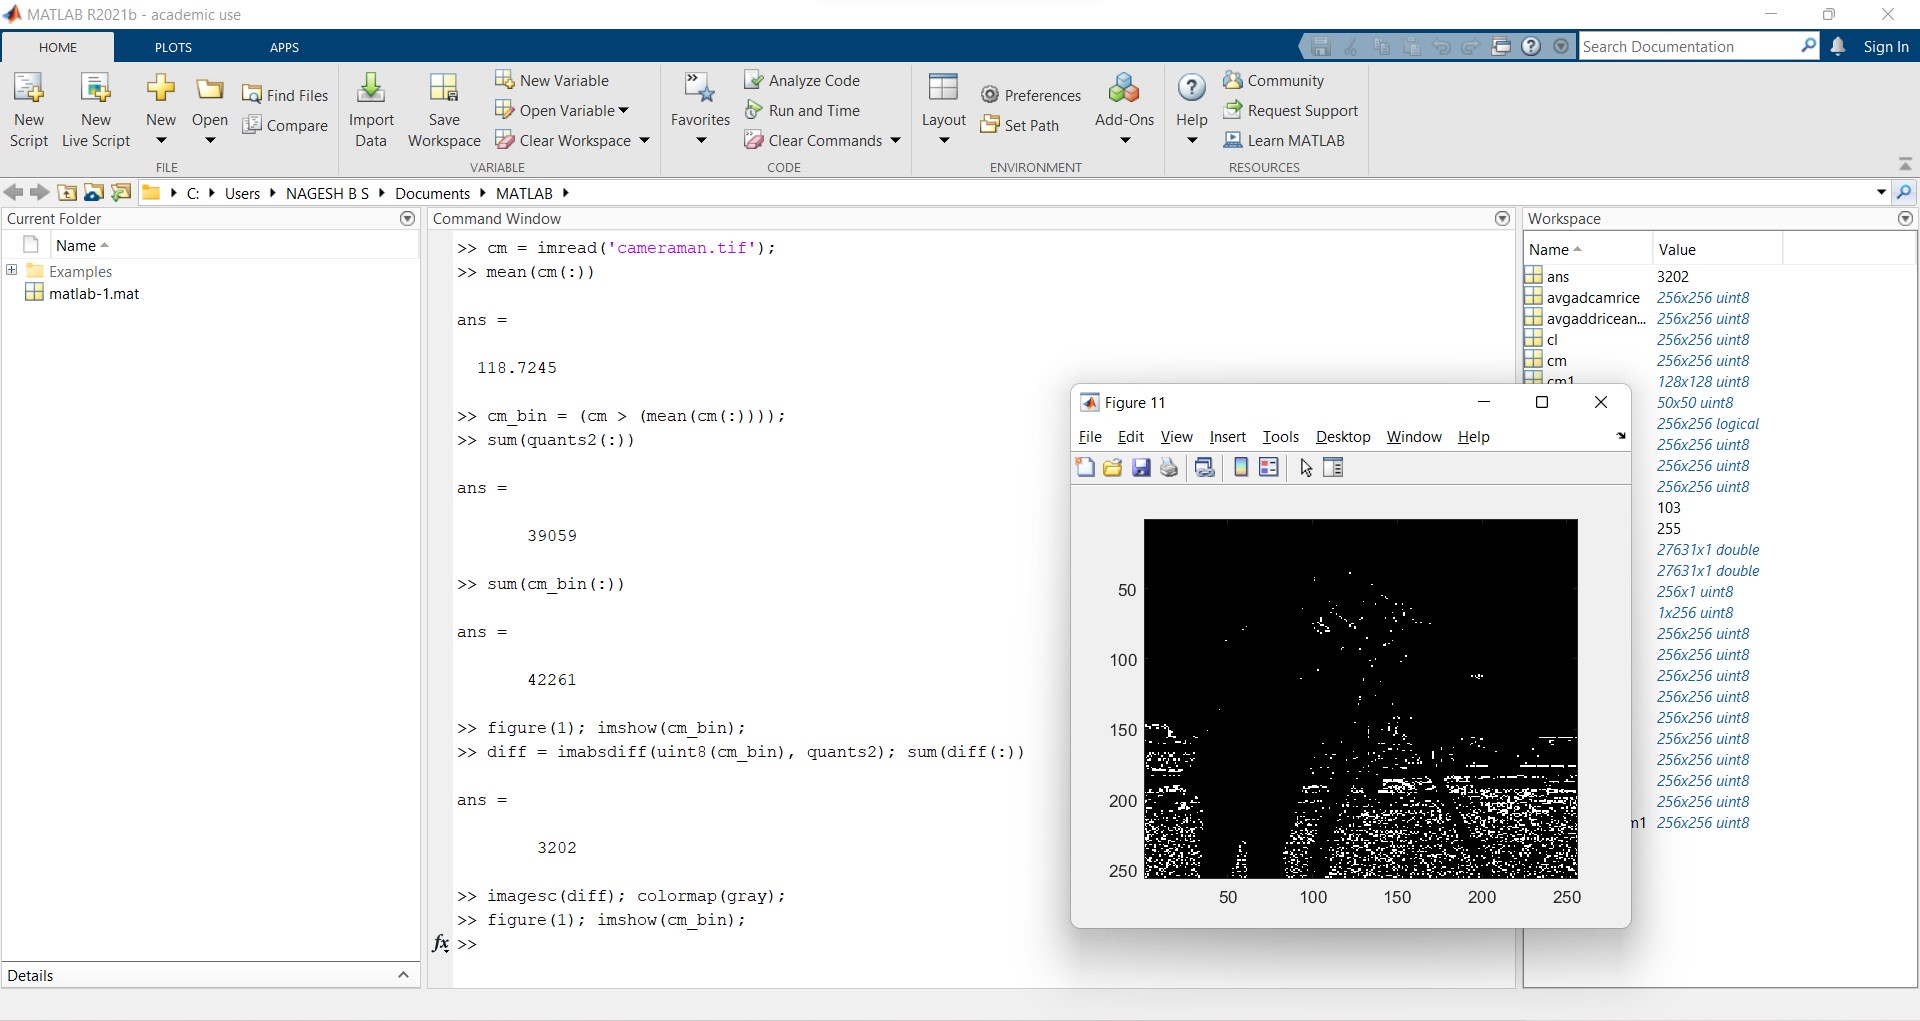 MATLAB R2021b - academic use
HOME PLOTS APPS
Search Documentation
Sign In
New Script
New Live Script
New
Open
Find Files
Compare
FILE
Import Data
Save Workspace
New Variable
Open Variable
Clear Workspace
VARIABLE
Favorites
Analyze Code
Run and Time
Clear Commands
CODE
Layout
Preferences
Set Path
Add-Ons
ENVIRONMENT
Help
Community
Request Support
Learn MATLAB
RESOURCES
C: Users NAGESH B S Documents MATLAB
Current Folder
Name
Examples
matlab-1.mat
Details
Command Window
>> cm = imread('cameraman.tif');
>> mean(cm(:))
ans =
118.7245
>> cm_bin = (cm > (mean(cm(:))));
>> sum(quants2(:))
ans =
39059
>> sum(cm_bin(:))
ans =
42261
>> figure(1); imshow(cm_bin);
>> diff = imabsdiff(uint8(cm_bin), quants2); sum(diff(:))
ans =
3202
>> imagesc(diff); colormap(gray);
>> figure(1); imshow(cm_bin);
fx >>
Figure 11
File Edit View Insert Tools Desktop Window Help
50
100
150
200
250
50 100 150 200 250
Workspace
Name Value
ans 3202
avgadcamrice 256x256 uint8
avgaddricean... 256x256 uint8
cl 256x256 uint8
cm 256x256 uint8
cm1 128x128 uint8
50x50 uint8
256x256 logical
256x256 uint8
256x256 uint8
256x256 uint8
103
255
27631x1 double
27631x1 double
256x1 uint8
1x256 uint8
256x256 uint8
256x256 uint8
256x256 uint8
256x256 uint8
256x256 uint8
256x256 uint8
256x256 uint8
256x256 uint8
256x256 uint8
m1 256x256 uint8